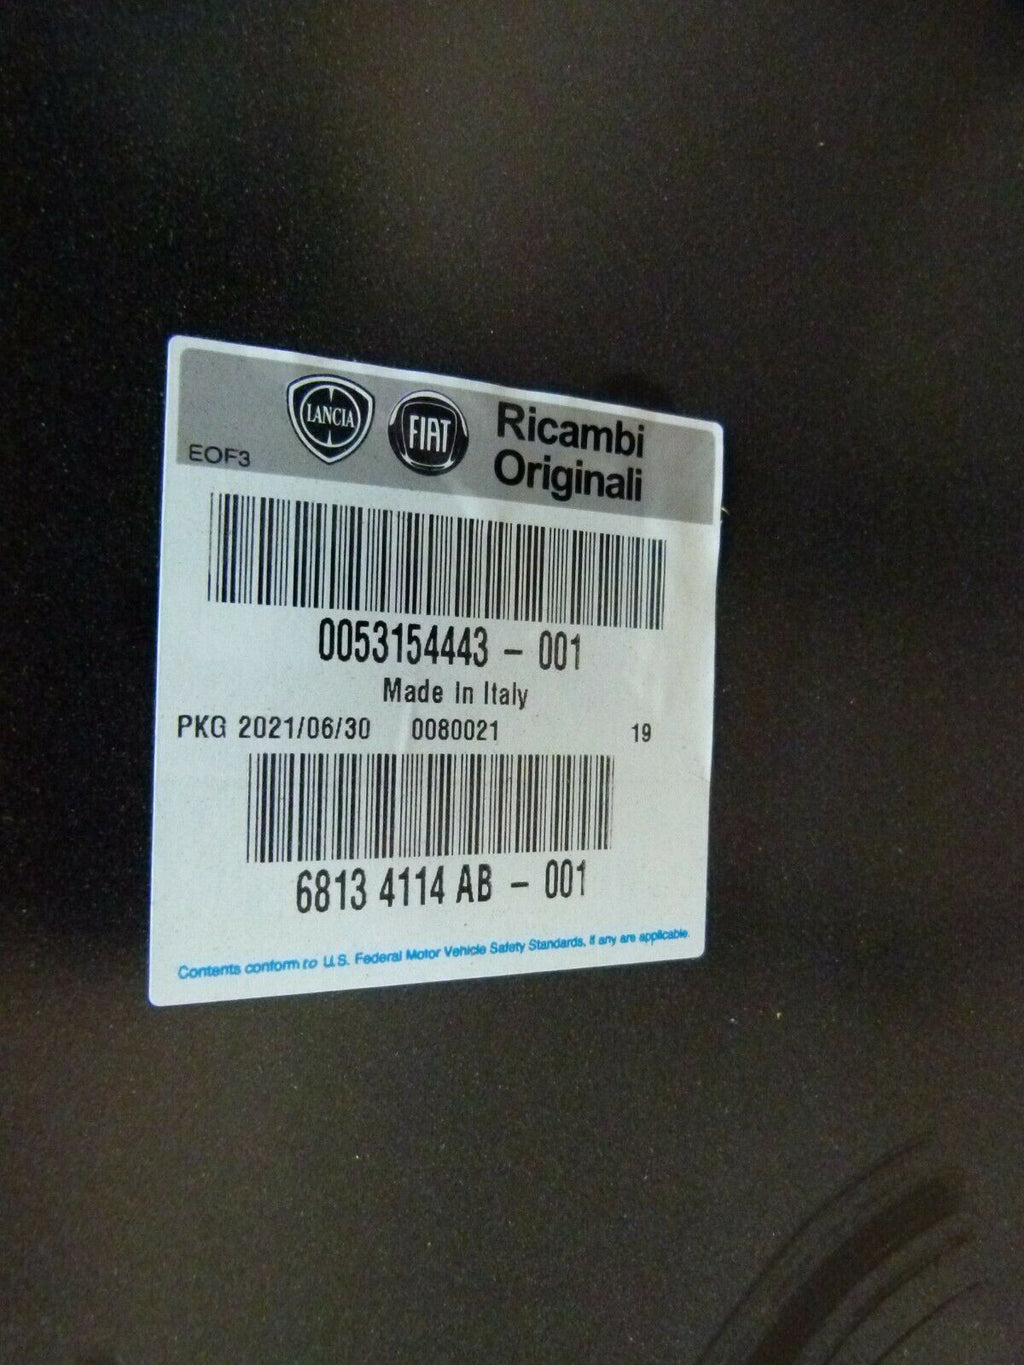 LANCIA
FIAT
Ricambi
Originali
EOF3
0053154443 - 001
Made In Italy
PKG 2021/06/30 0080021 19
6813 4114 AB - 001
Contents conform to U.S. Federal Motor Vehicle Safety Standards, if any are applicable.